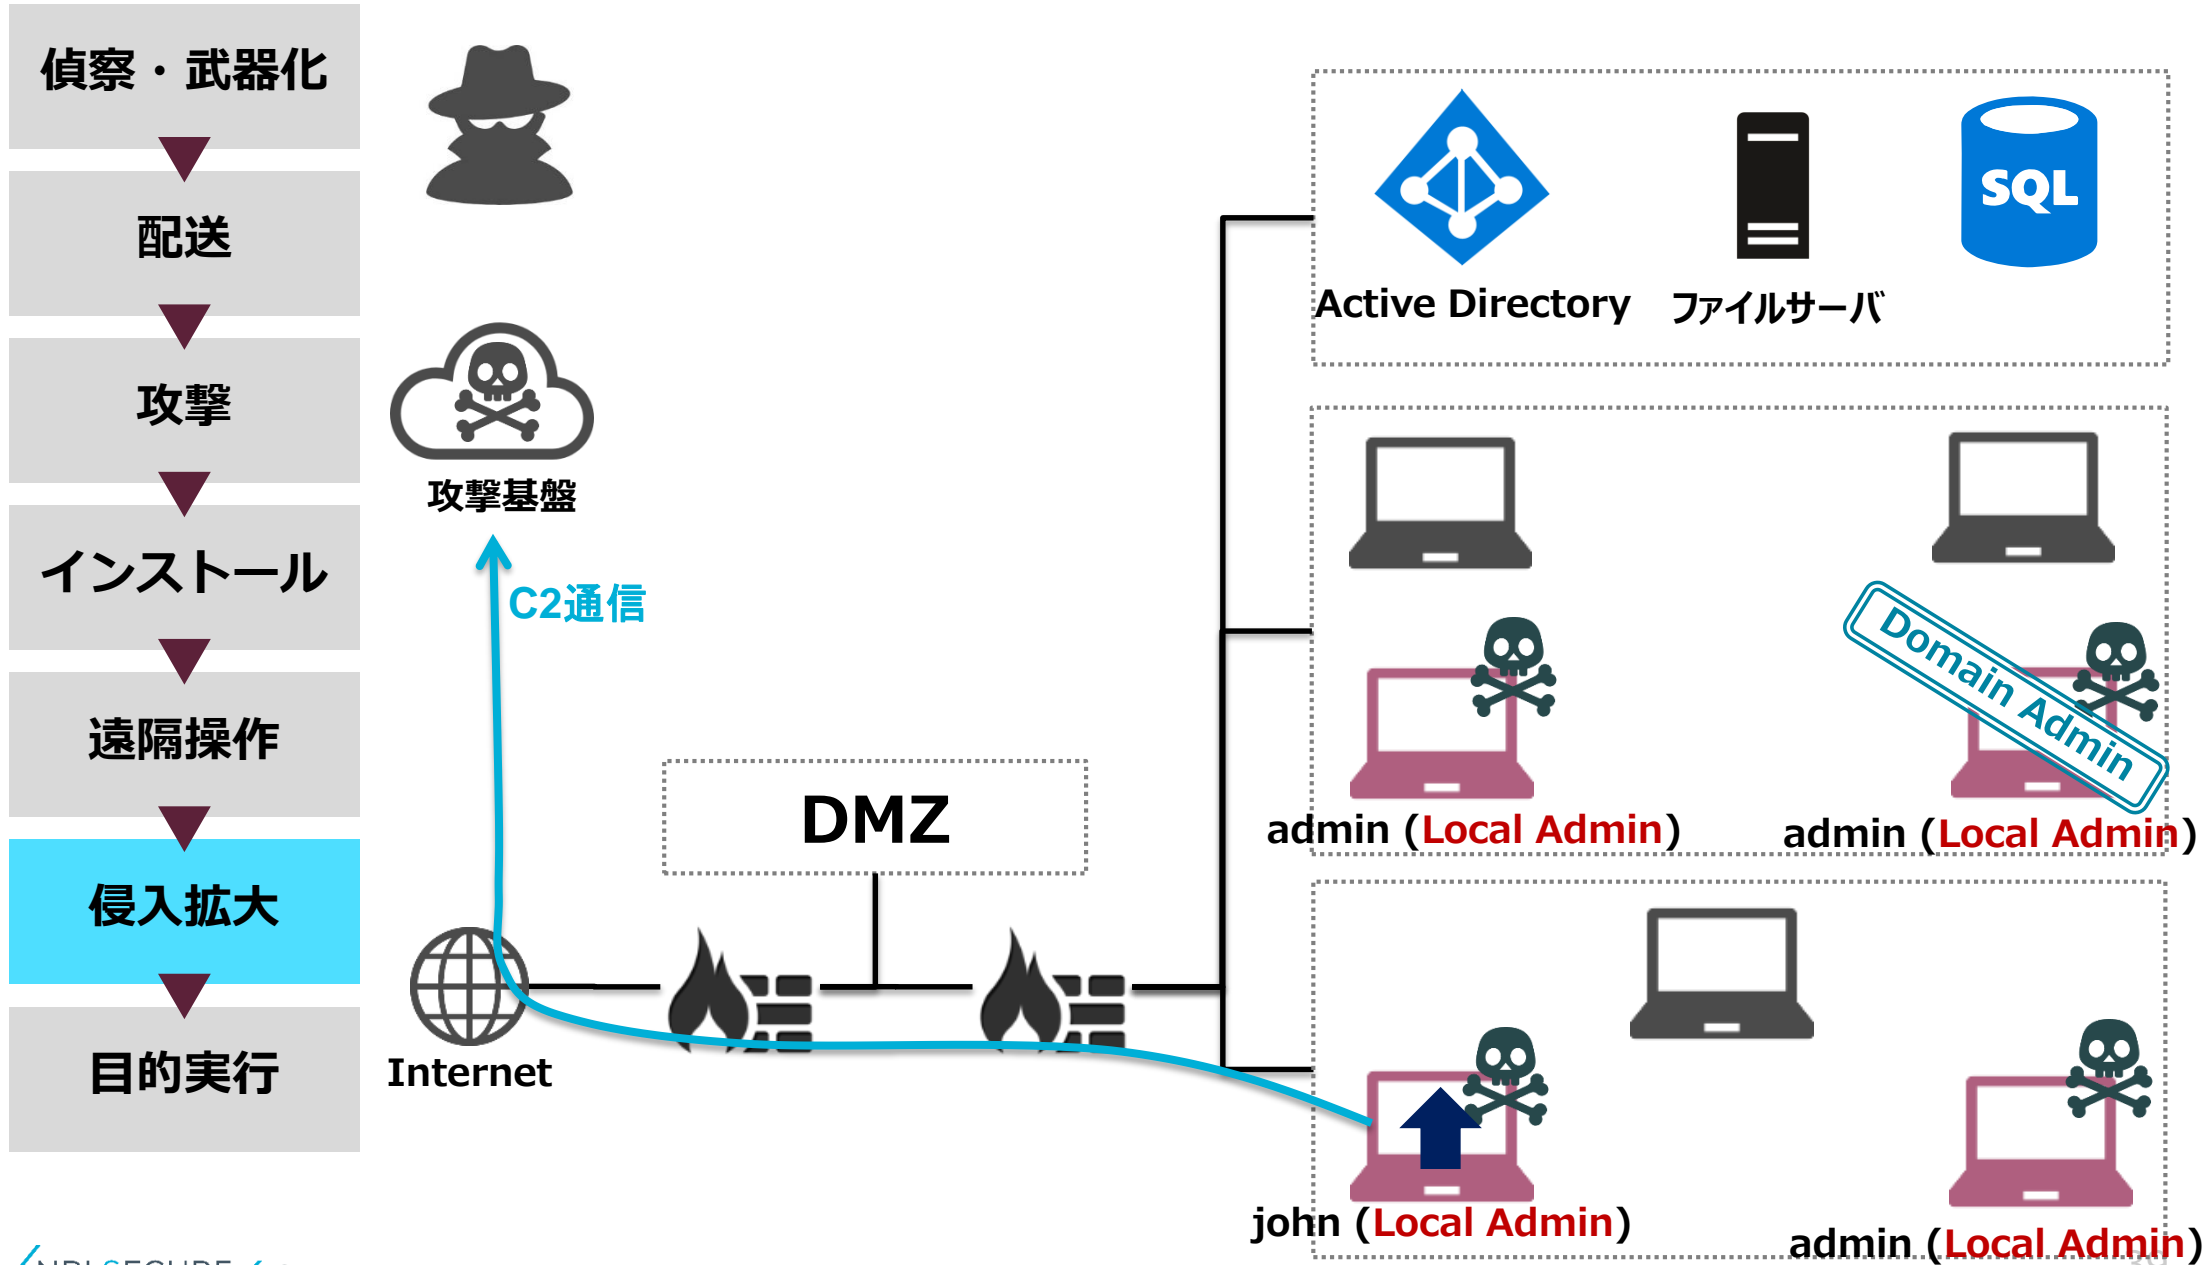 偵察・武器化
配送
攻撃
インストール
遠隔操作
侵入拡大
目的実行
攻撃基盤
C2通信
Internet
DMZ
Active Directory
ファイルサーバ
SQL
Domain Admin
admin (Local Admin)
admin (Local Admin)
john (Local Admin)
admin (Local Admin)